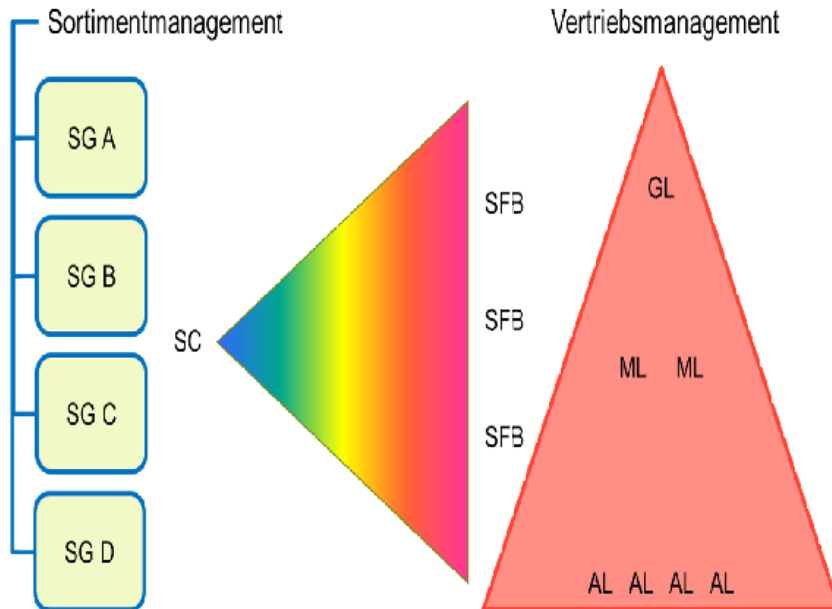 Sortimentmanagement
Vertriebsmanagement
SG A
SG B
SG C
SG D
SC
SFB
SFB
SFB
GL
ML ML
AL AL AL AL